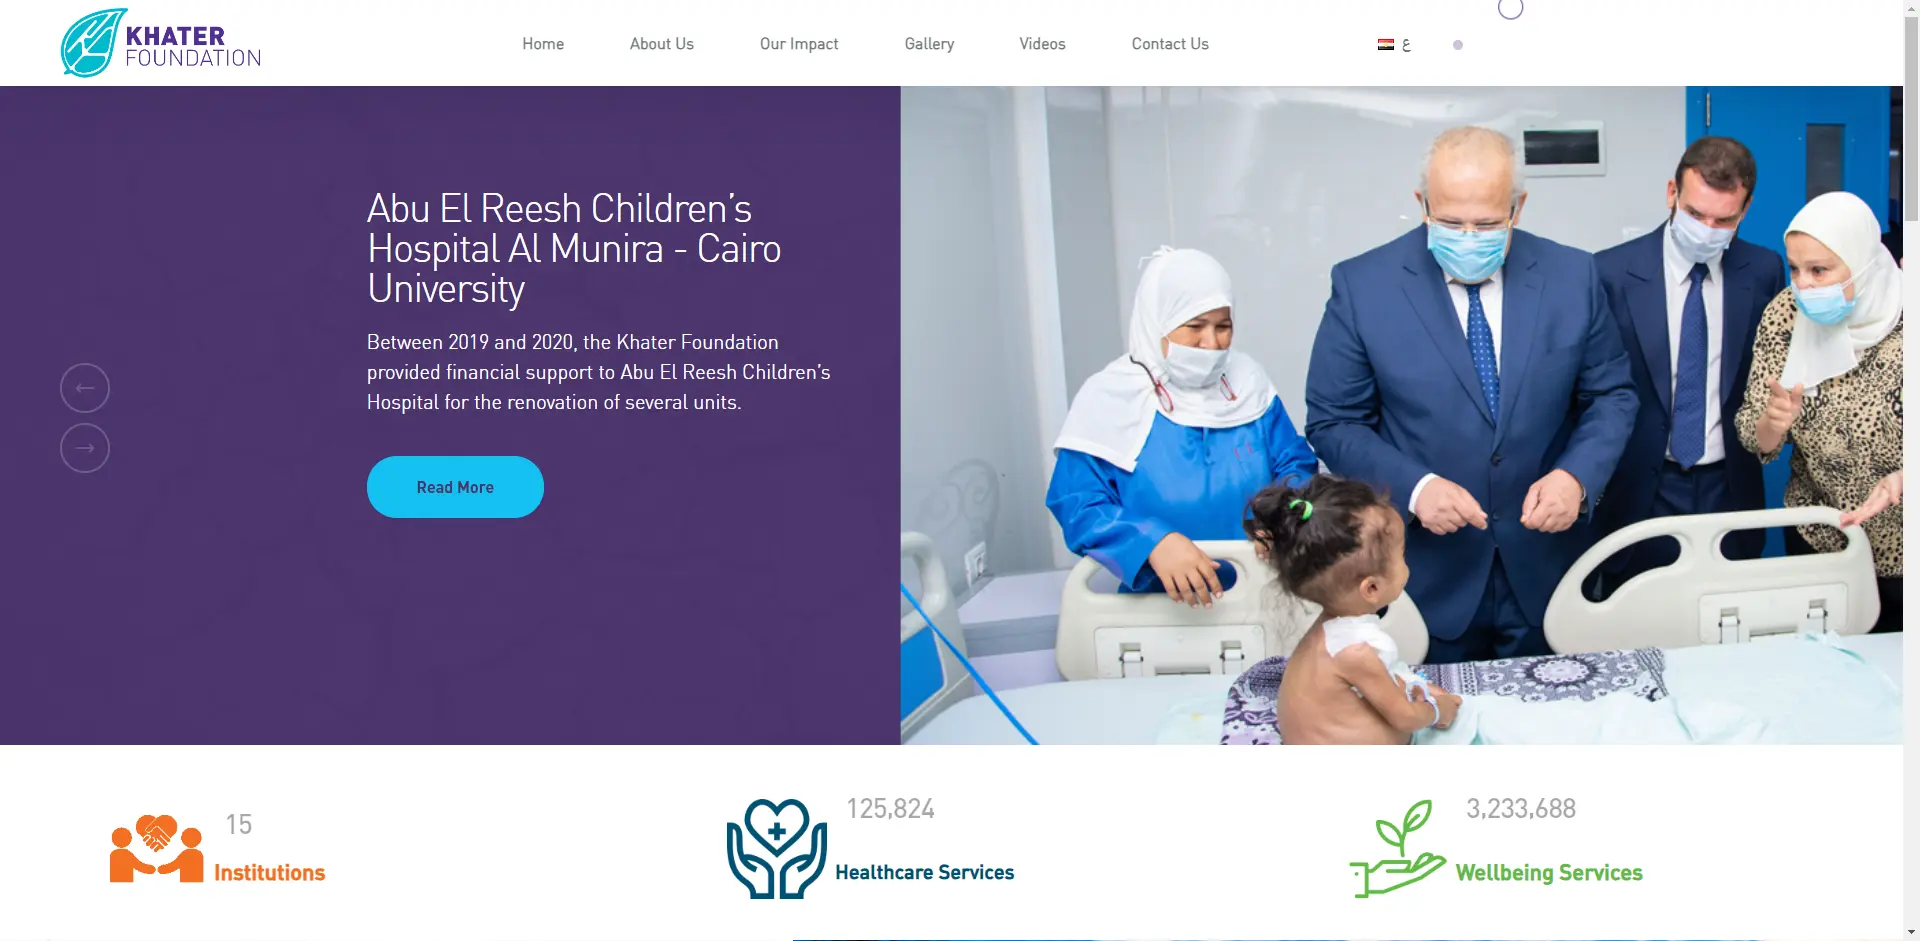 KHATER
FOUNDATION
Home
About Us
Our Impact
Gallery
Videos
Contact Us
ع
Abu El Reesh Children’s
Hospital Al Munira - Cairo
University
Between 2019 and 2020, the Khater Foundation
provided financial support to Abu El Reesh Children’s
Hospital for the renovation of several units.
Read More
15
Institutions
125,824
Healthcare Services
3,233,688
Wellbeing Services